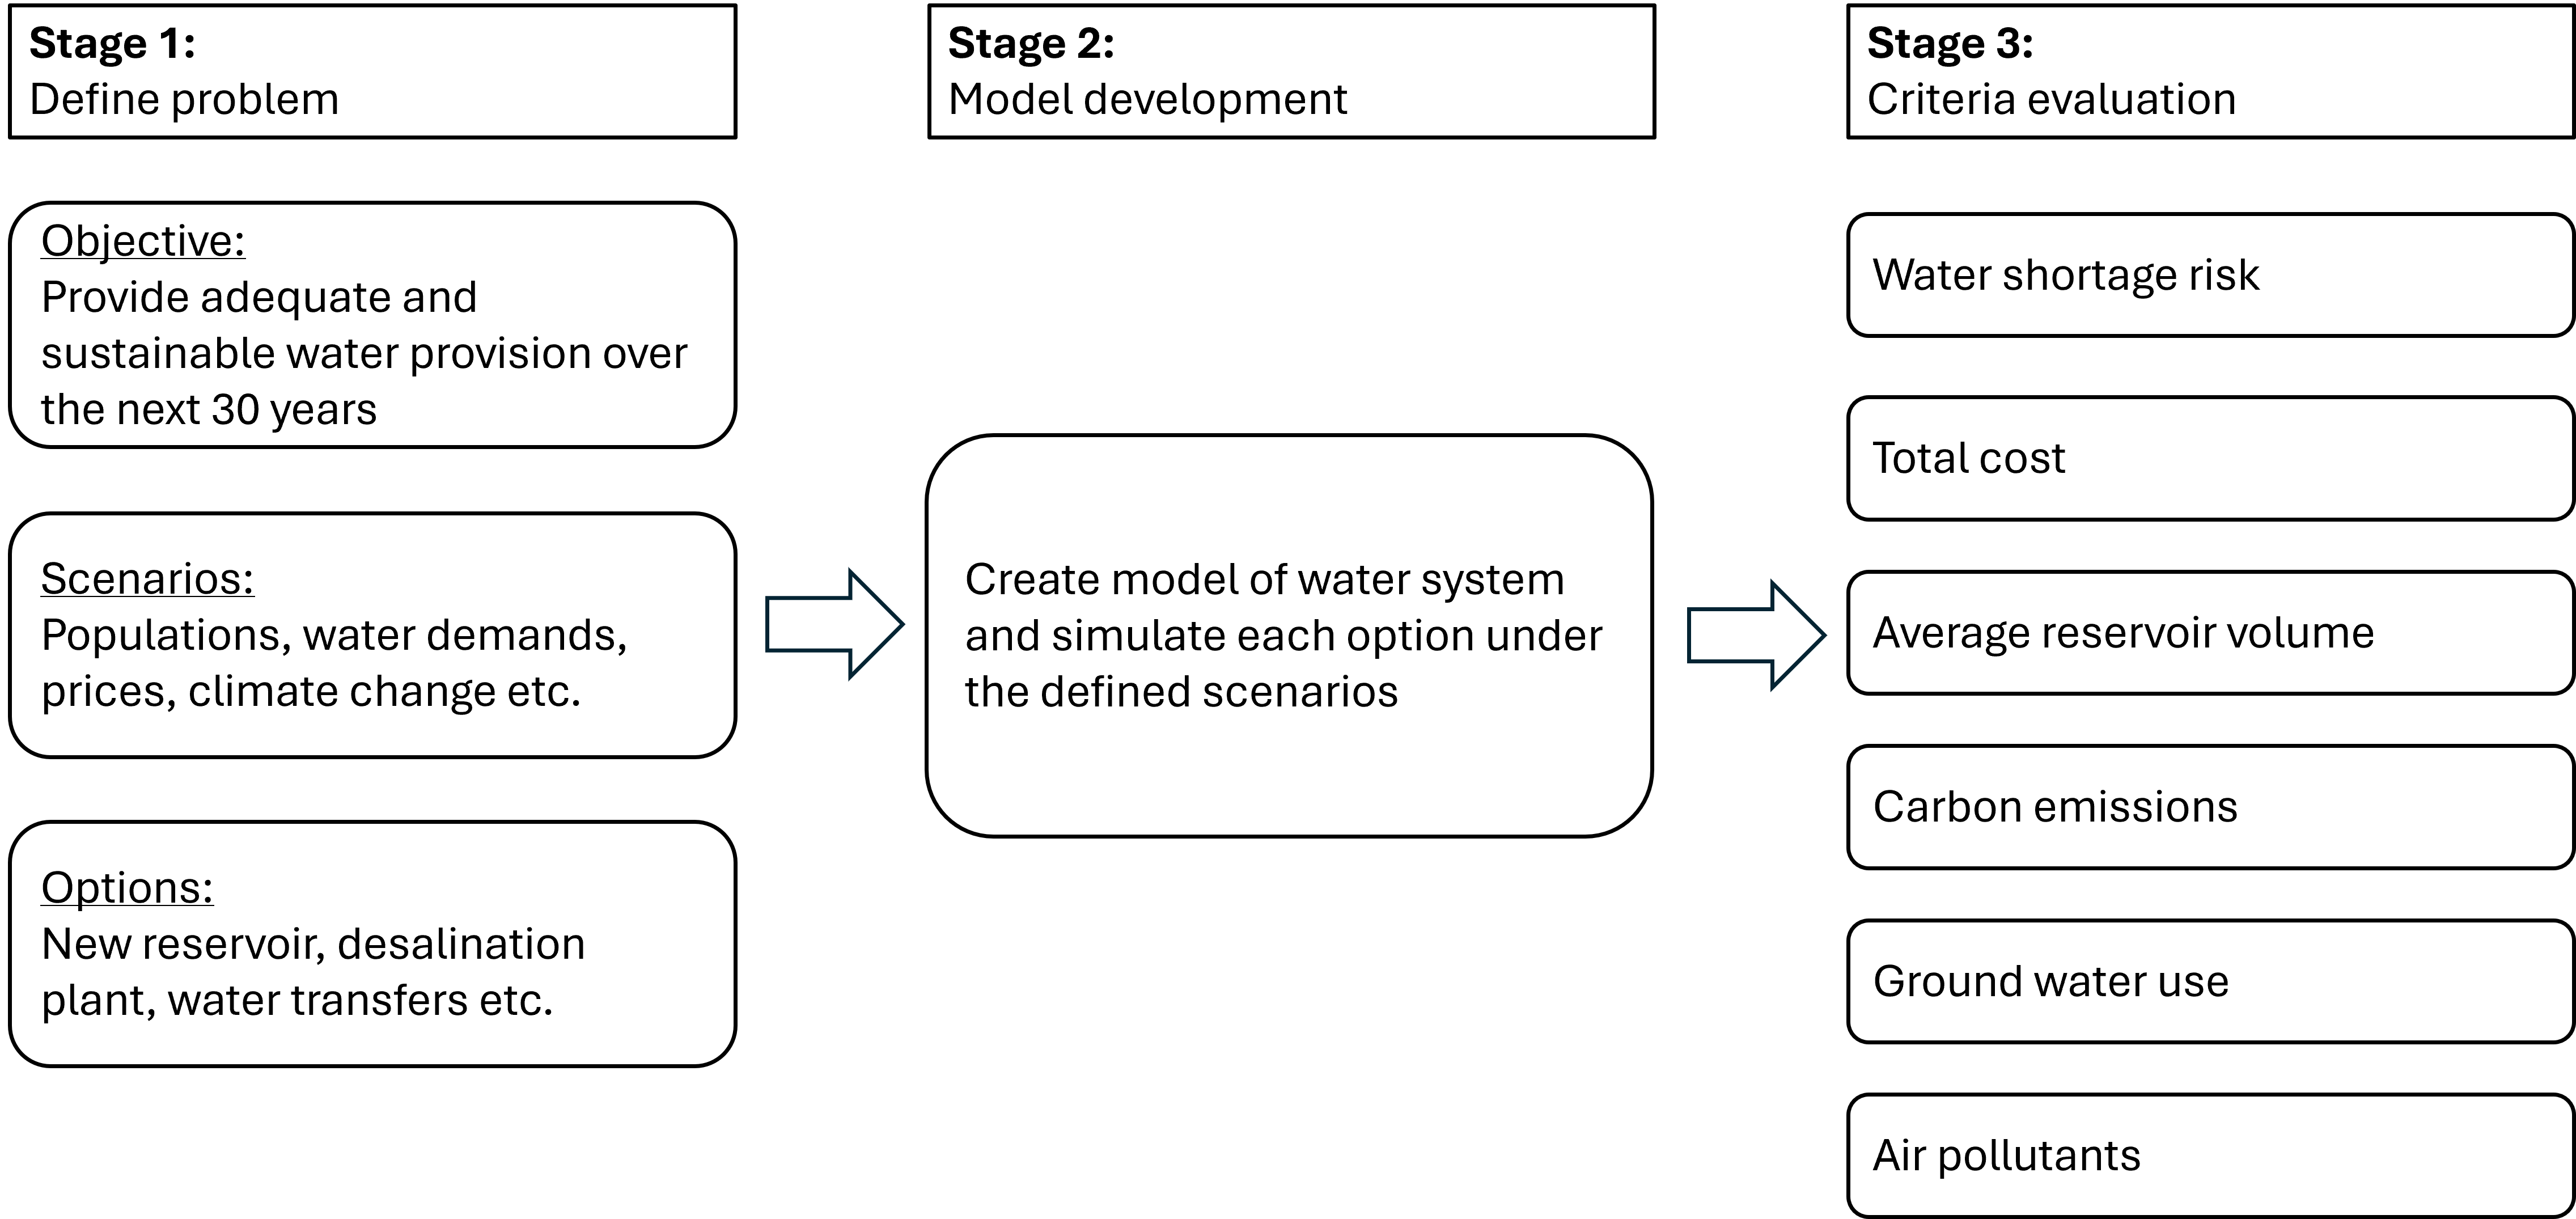 Stage 1:
Define problem
Objective:
Provide adequate and
sustainable water provision over
the next 30 years
Scenarios:
Populations, water demands,
prices, climate change etc.
Options:
New reservoir, desalination
plant, water transfers etc.
Stage 2:
Model development
Create model of water system
and simulate each option under
the defined scenarios
Stage 3:
Criteria evaluation
Water shortage risk
Total cost
Average reservoir volume
Carbon emissions
Ground water use
Air pollutants